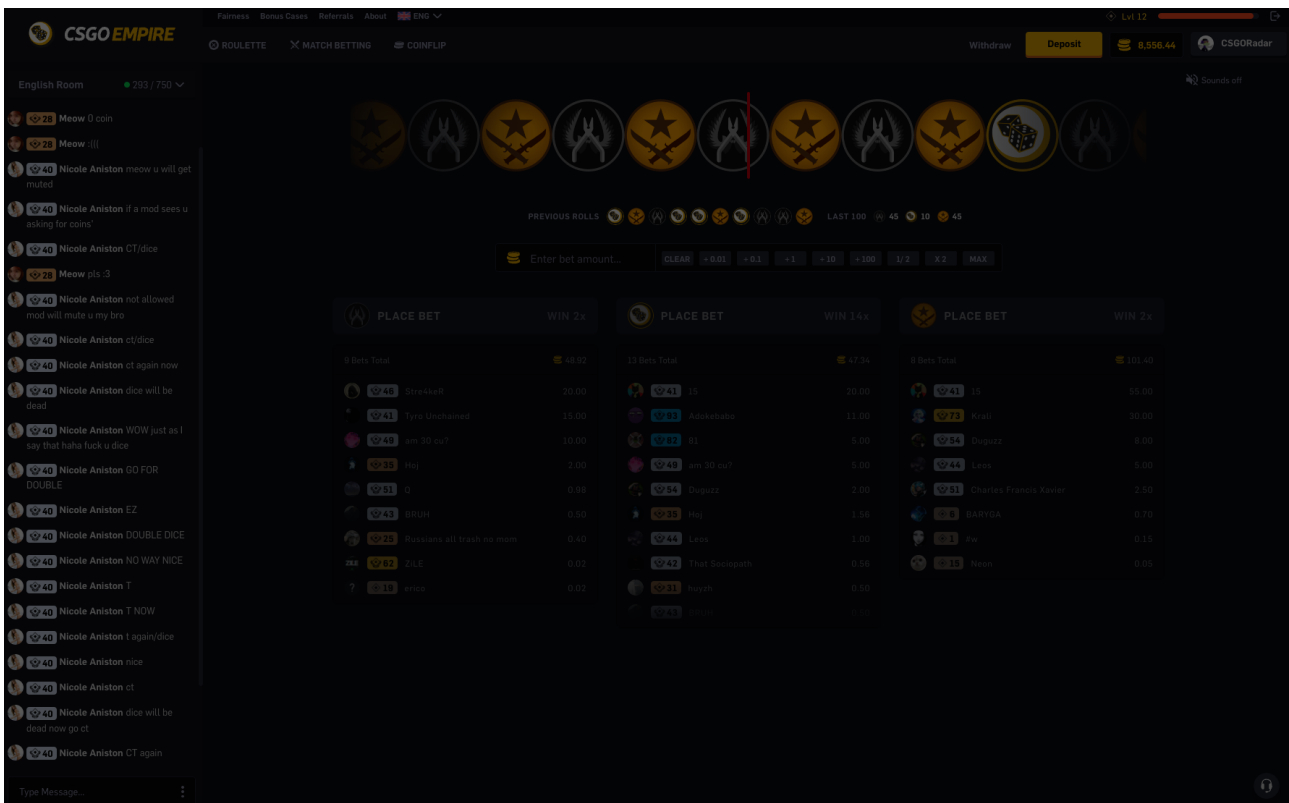 CSGO EMPIRE
Fairness Bonus Cases Referrals About ENG
Lvl 12
ROULETTE MATCH BETTING COINFLIP
Withdraw Deposit 8,556.44 CSGORadar
English Room 293 / 750
Sounds off
28 Meow 0 coin
28 Meow :(((
40 Nicole Aniston meow u will get
muted
40 Nicole Aniston if a mod sees u
asking for coins'
40 Nicole Aniston CT/dice
28 Meow pls :3
40 Nicole Aniston not allowed
mod will mute u my bro
40 Nicole Aniston ct/dice
40 Nicole Aniston ct again now
40 Nicole Aniston dice will be
dead
40 Nicole Aniston WOW just as I
say that haha fuck u dice
40 Nicole Aniston GO FOR
DOUBLE
40 Nicole Aniston EZ
40 Nicole Aniston DOUBLE DICE
40 Nicole Aniston NO WAY NICE
40 Nicole Aniston T
40 Nicole Aniston T NOW
40 Nicole Aniston t again/dice
40 Nicole Aniston nice
40 Nicole Aniston ct
40 Nicole Aniston dice will be
dead now go ct
40 Nicole Aniston CT again
Type Message...
PREVIOUS ROLLS LAST 100 45 10 45
Enter bet amount... CLEAR + 0.01 + 0.1 + 1 + 10 + 100 1/ 2 X 2 MAX
PLACE BET WIN 2x
9 Bets Total 48.92
46 20.00
41 Tyro Unchained 15.00
49 am 30 cu? 10.00
35 Hoj 2.00
51 0.98
43 BRUH 0.50
25 Russians all trash no mom 0.40
82 ZiLE 0.02
19 erico 0.02
PLACE BET WIN 14x
13 Bets Total 47.34
41 15 20.00
93 Adokebabo 11.00
82 5.00
49 am 30 cu? 5.00
54 Duguzz 2.00
35 Hoj 1.56
44 Leos 1.00
42 That Sociopath 0.56
31 0.50
43
PLACE BET WIN 2x
Bets Total 103.40
41 15 55.00
73 Krali 10.00
54 Duguzz 8.00
44 Leos 5.00
51 Charles Francis Xavier 2.50
6 BARYGA 0.70
1 0.15
15 Neon 0.05